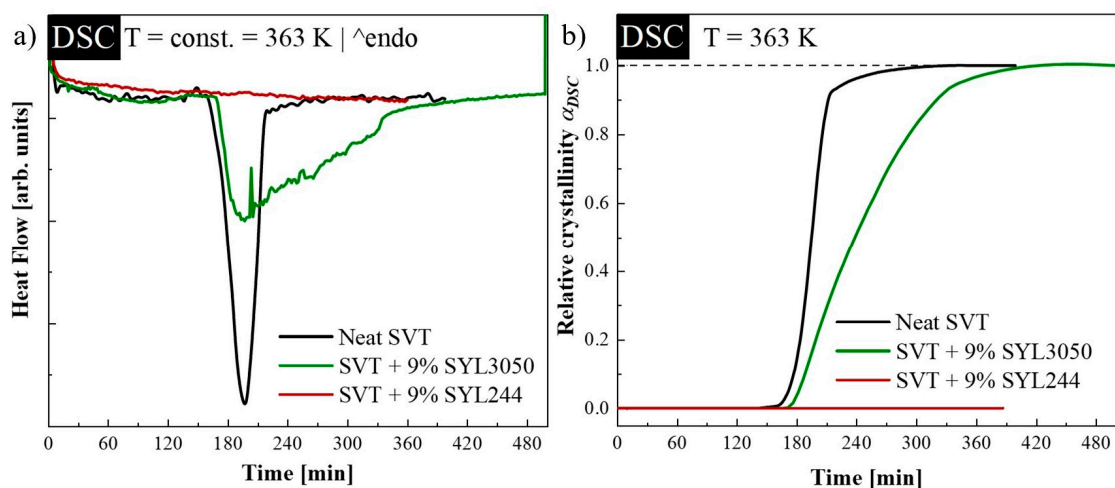 a) DSC T = const. = 363 K | ^endo
Heat Flow [arb. units]
Neat SVT
SVT + 9% SYL3050
SVT + 9% SYL244
0 60 120 180 240 300 360 420 480
Time [min]
b) DSC T = 363 K
Relative crystallinity αDSC
1.0
0.8
0.6
0.4
0.2
0.0
Neat SVT
SVT + 9% SYL3050
SVT + 9% SYL244
0 60 120 180 240 300 360 420 480
Time [min]